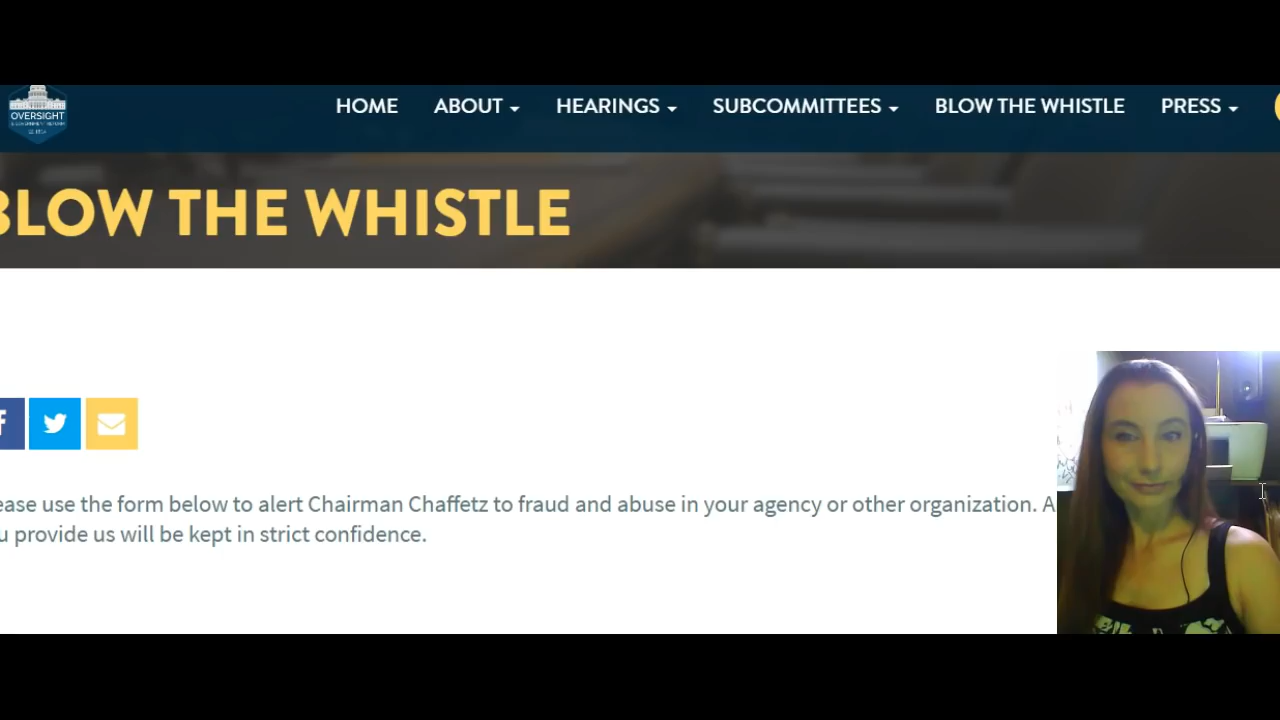 OVERSIGHT
HOME ABOUT HEARINGS SUBCOMMITTEES BLOW THE WHISTLE PRESS
BLOW THE WHISTLE
ease use the form below to alert Chairman Chaffetz to fraud and abuse in your agency or other organization. A
u provide us will be kept in strict confidence.